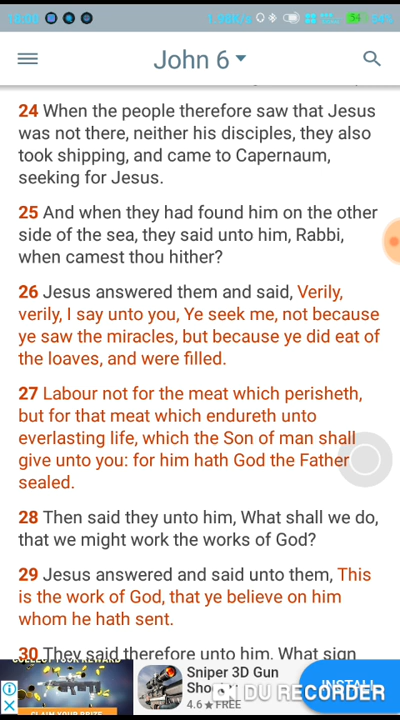 John 6
24 When the people therefore saw that Jesus
was not there, neither his disciples, they also
took shipping, and came to Capernaum,
seeking for Jesus.
25 And when they had found him on the other
side of the sea, they said unto him, Rabbi,
when camest thou hither?
26 Jesus answered them and said, Verily,
verily, I say unto you, Ye seek me, not because
ye saw the miracles, but because ye did eat of
the loaves, and were filled.
27 Labour not for the meat which perisheth,
but for that meat which endureth unto
everlasting life, which the Son of man shall
give unto you: for him hath God the Father
sealed.
28 Then said they unto him, What shall we do,
that we might work the works of God?
29 Jesus answered and said unto them, This
is the work of God, that ye believe on him
whom he hath sent.
30 They said therefore unto him, What sign
COLLECT YOUR REWARD
CLAIM YOUR PRIZE
Sniper 3D Gun
4.6 ★ FREE
INSTALL
DU RECORDER